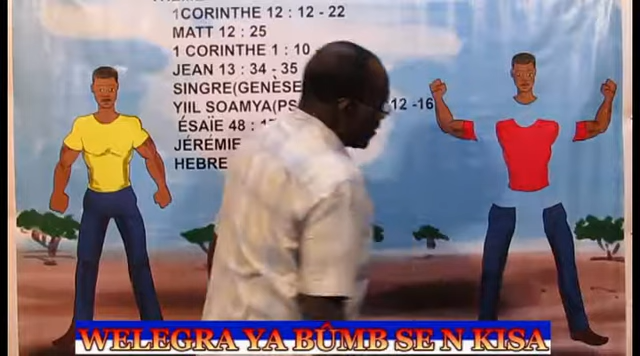 1CORINTHE 12 : 12 - 22
MATT 12 : 25
1 CORINTHE 1 : 10
JEAN 13 : 34 - 35
SINGRE(GENÈSE
YIIL SOAMYA(PS 12 -16
ÉSAÏE 48 : 17
JÉRÉMIE
HEBRE
WELEGRA YA BÛMB SE N KISA